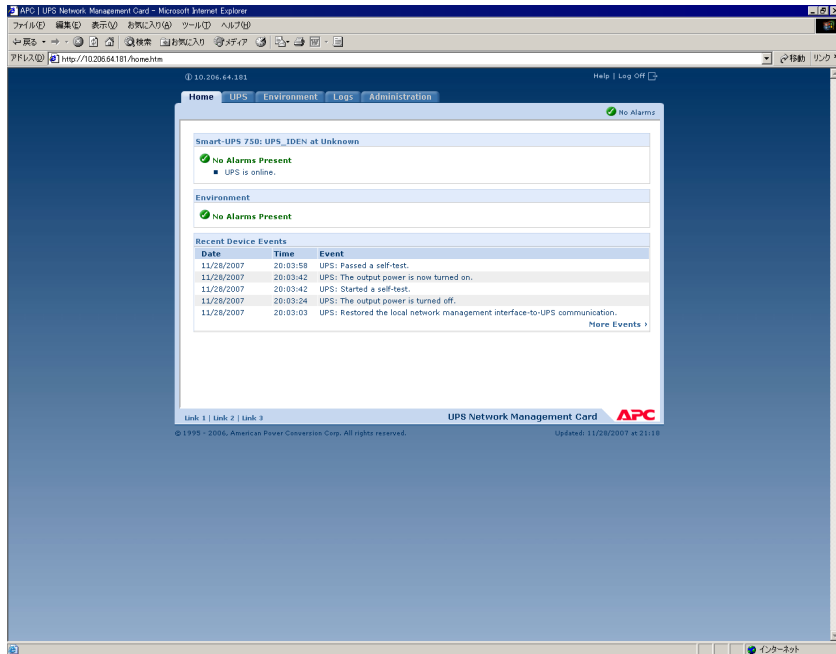 APC | UPS Network Management Card - Microsoft Internet Explorer
ファイル(F) 編集(E) 表示(V) お気に入り(A) ツール(T) ヘルプ(H)
戻る 検索 お気に入り メディア
アドレス(D) http://10.206.64.181/home.htm 移動 リンク
10.206.64.181 Help | Log Off
Home UPS Environment Logs Administration
No Alarms
Smart-UPS 750: UPS_IDEN at Unknown
No Alarms Present
UPS is online.
Environment
No Alarms Present
Recent Device Events
Date Time Event
11/28/2007 20:03:58 UPS: Passed a self-test.
11/28/2007 20:03:42 UPS: The output power is now turned on.
11/28/2007 20:03:42 UPS: Started a self-test.
11/28/2007 20:03:24 UPS: The output power is turned off.
11/28/2007 20:03:03 UPS: Restored the local network management interface-to-UPS communication.
More Events ›
Link 1 | Link 2 | Link 3 UPS Network Management Card APC
© 1995 - 2006, American Power Conversion Corp. All rights reserved. Updated: 11/28/2007 at 21:18
インターネット